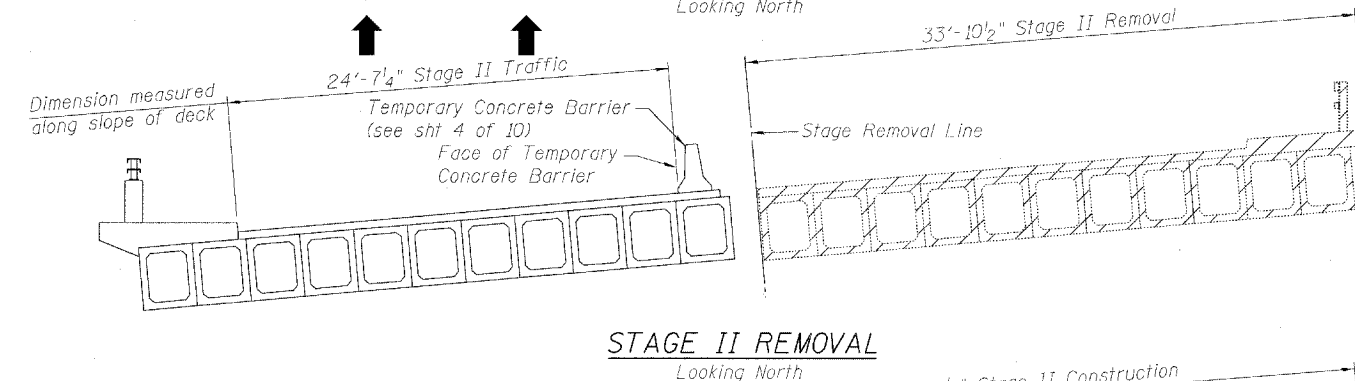 Looking North
33'-10½" Stage II Removal
24'-7¼" Stage II Traffic
Dimension measured
along slope of deck
Temporary Concrete Barrier
(see sht 4 of 10)
Face of Temporary
Concrete Barrier
Stage Removal Line
STAGE II REMOVAL
Looking North
Stage II Construction